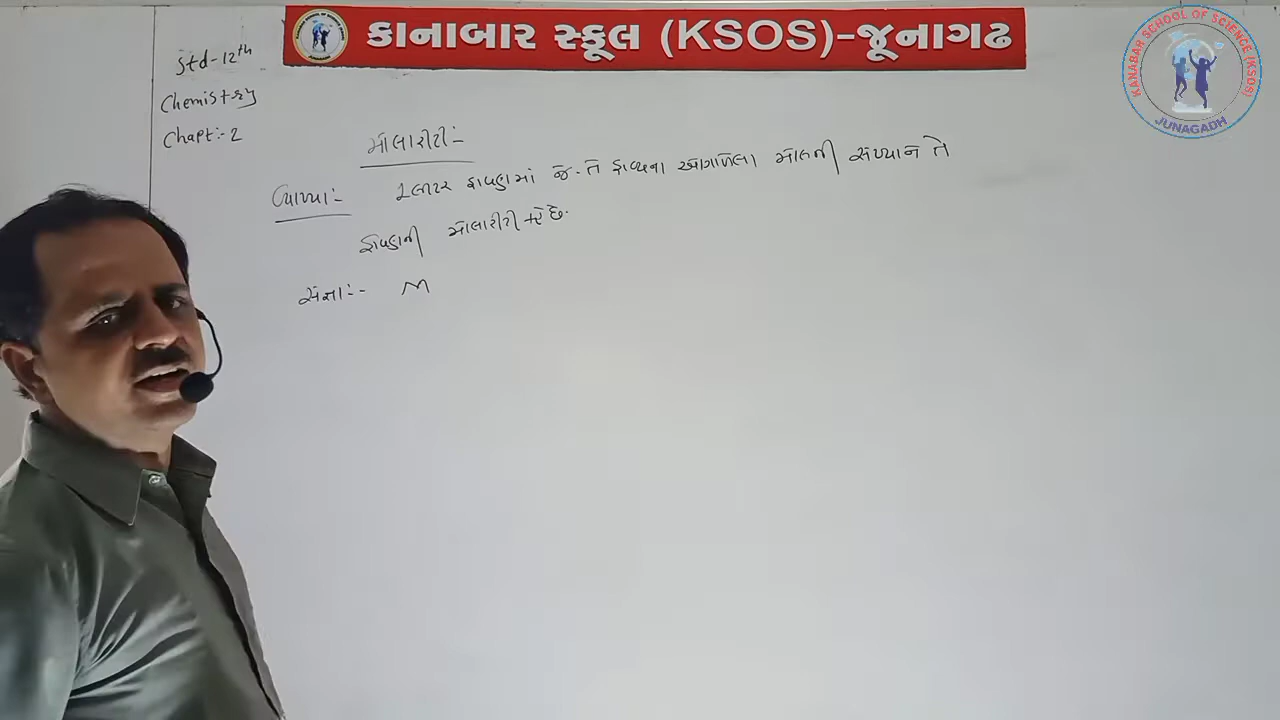 કાનાબાર સ્કૂલ (KSOS)-જૂનાગઢ
KANABAR SCHOOL OF SCIENCE (KSOS)
JUNAGADH
Std-12th
Chemistry
Chapt:-2
મોલારીટી:-
વ્યાખ્યા:- 1 લીટર દ્રાવણમાં જે-તે દ્રાવ્યના ઓગાળેલા મોલની સંખ્યાને તે
દ્રાવણની મોલારીટી કહે છે.
સંજ્ઞા:- M